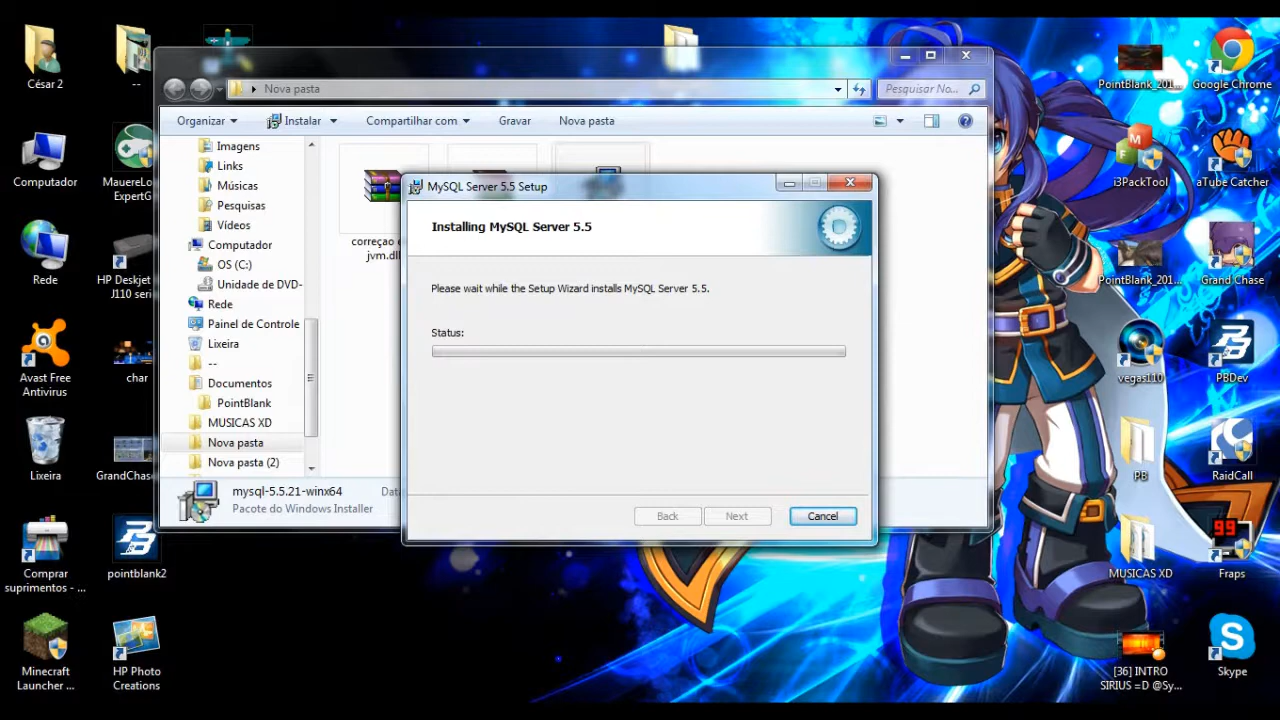 César 2
--
Computador
MauereLo...
ExpertG
Rede
HP Deskjet
J110 seri
Avast Free
Antivirus
char
Lixeira
GrandChase
Comprar
suprimentos - ...
pointblank2
Minecraft
Launcher ...
HP Photo
Creations
Nova pasta
Pesquisar No...
Organizar
Instalar
Compartilhar com
Gravar
Nova pasta
Imagens
Links
Músicas
Pesquisas
Vídeos
Computador
OS (C:)
Unidade de DVD-
Rede
Painel de Controle
Lixeira
--
Documentos
PointBlank
MUSICAS XD
Nova pasta
Nova pasta (2)
correçao
jvm.dll
mysql-5.5.21-winx64
Pacote do Windows Installer
MySQL Server 5.5 Setup
Installing MySQL Server 5.5
Please wait while the Setup Wizard installs MySQL Server 5.5.
Status:
Back
Next
Cancel
PointBlank_201...
Google Chrome
i3PackTool
aTube Catcher
PointBlank_201...
Grand Chase
vegas110
PBDev
PB
RaidCall
99
MUSICAS XD
Fraps
[36] INTRO
SIRIUS =D @Sy...
Skype